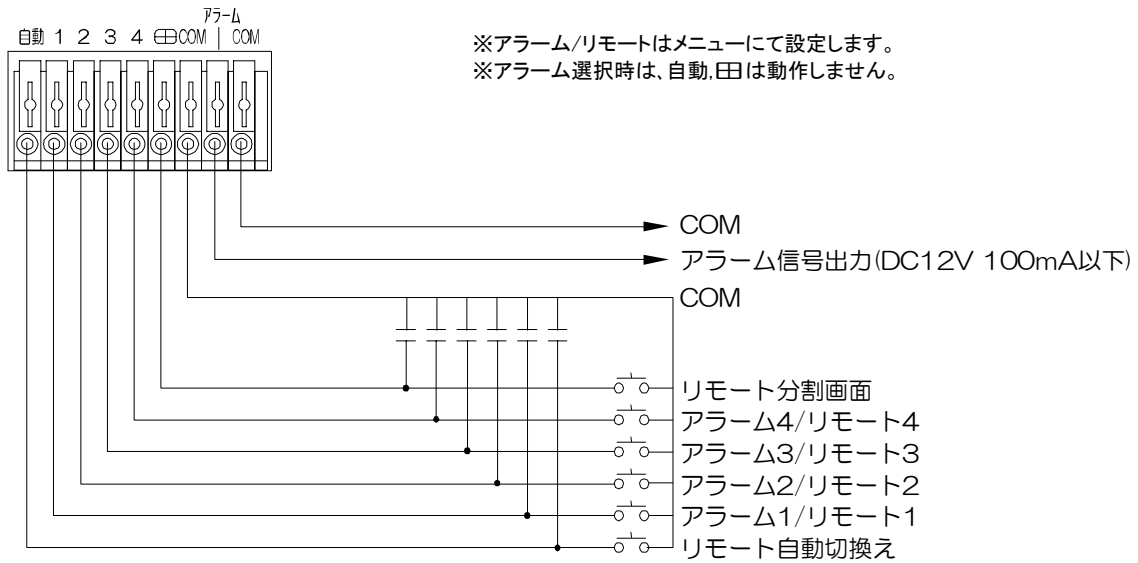 アラーム
自動 1 2 3 4 田COM | COM
※アラーム/リモートはメニューにて設定します。
※アラーム選択時は、自動,田は動作しません。
COM
アラーム信号出力(DC12V 100mA以下)
COM
リモート分割画面
アラーム4/リモート4
アラーム3/リモート3
アラーム2/リモート2
アラーム1/リモート1
リモート自動切換え